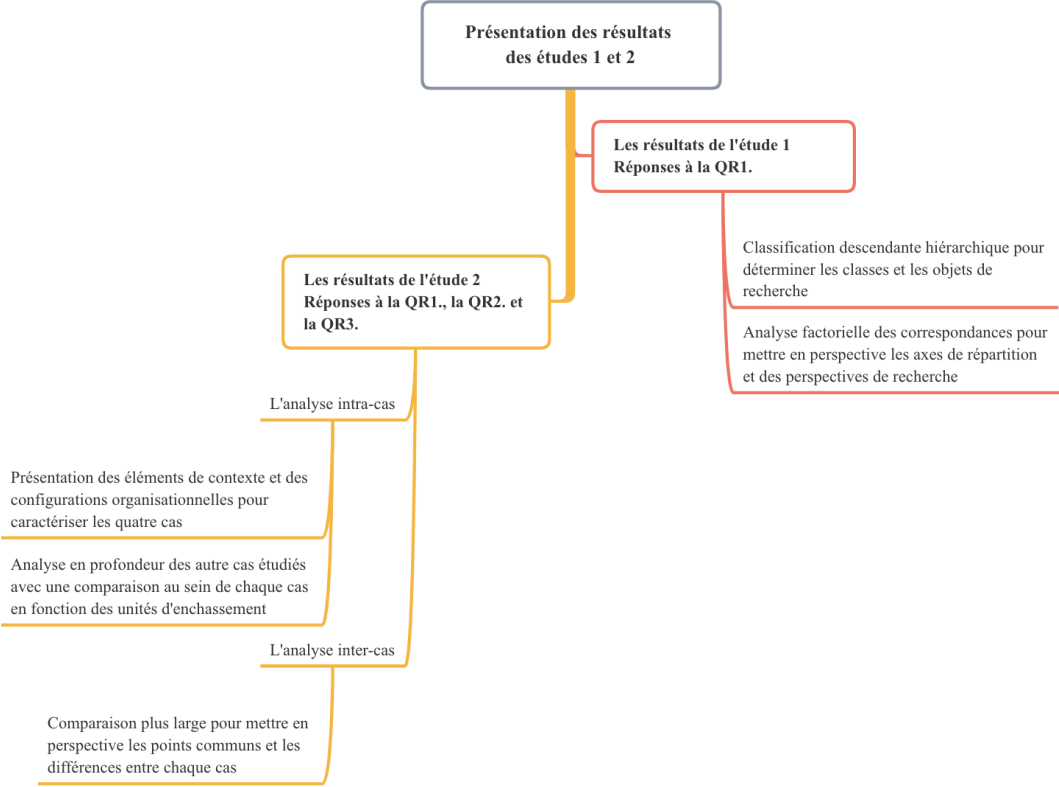 Présentation des résultats
des études 1 et 2
Les résultats de l'étude 1
Réponses à la QR1.
Classification descendante hiérarchique pour
déterminer les classes et les objets de
recherche
Analyse factorielle des correspondances pour
mettre en perspective les axes de répartition
et des perspectives de recherche
Les résultats de l'étude 2
Réponses à la QR1., la QR2. et
la QR3.
L'analyse intra-cas
Présentation des éléments de contexte et des
configurations organisationnelles pour
caractériser les quatre cas
Analyse en profondeur des autre cas étudiés
avec une comparaison au sein de chaque cas
en fonction des unités d'enchassement
L'analyse inter-cas
Comparaison plus large pour mettre en
perspective les points communs et les
différences entre chaque cas